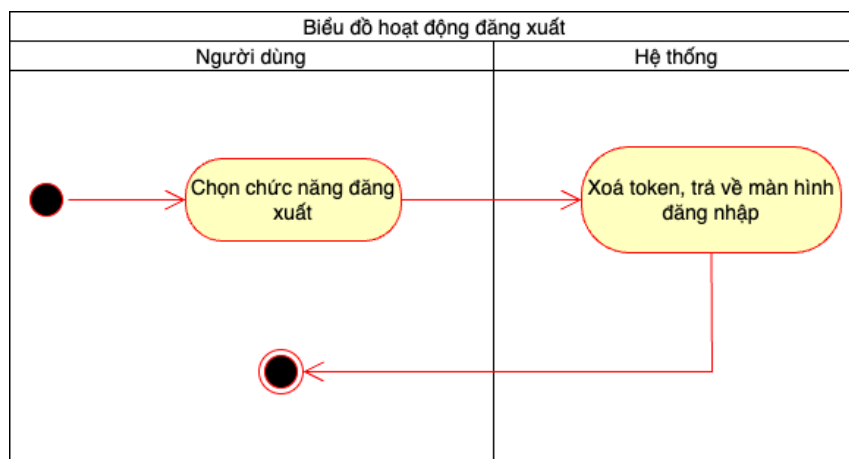 Biểu đồ hoạt động đăng xuất
Người dùng
Hệ thống
Chọn chức năng đăng
xuất
Xoá token, trả về màn hình
đăng nhập